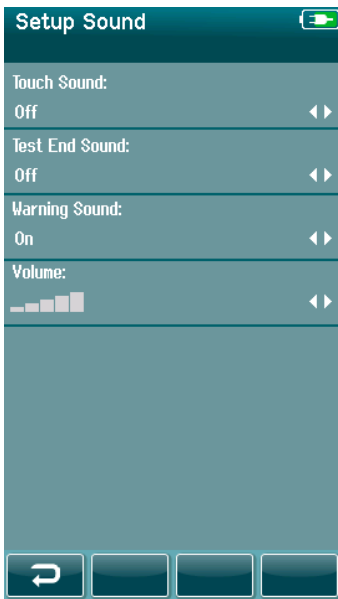 Setup Sound
Touch Sound:
Off
Test End Sound:
Off
Warning Sound:
On
Volume: